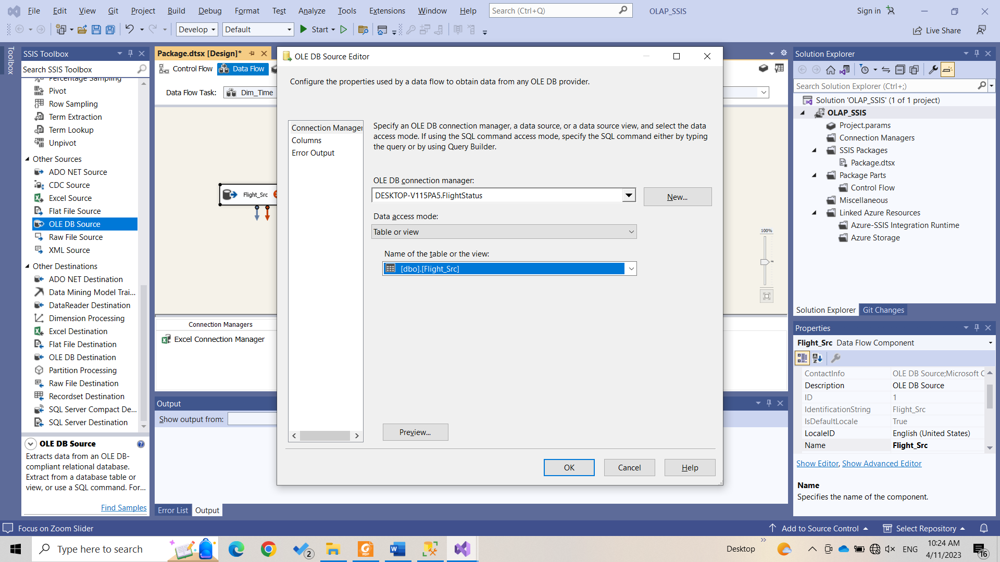 File Edit View Git Project Build Debug Format Test Analyze Tools Extensions Window Help Search (Ctrl+Q) OLAP_SSIS Sign in
Develop Default Start Live Share
Toolbox
SSIS Toolbox
Search SSIS Toolbox
Percentage Sampling
Pivot
Row Sampling
Term Extraction
Term Lookup
Unpivot
Other Sources
ADO NET Source
CDC Source
Excel Source
Flat File Source
OLE DB Source
Raw File Source
XML Source
Other Destinations
ADO NET Destination
Data Mining Model Trai...
DataReader Destination
Dimension Processing
Excel Destination
Flat File Destination
OLE DB Destination
Partition Processing
Raw File Destination
Recordset Destination
SQL Server Compact De...
SQL Server Destination
OLE DB Source
Extracts data from an OLE DB-
compliant relational database.
Extract from a database table or
view, or use a SQL command. For...
Find Samples
Package.dtsx [Design]*
Control Flow Data Flow
Data Flow Task: Dim_Time
Flight_Src
100%
Connection Managers
Excel Connection Manager
Output
Show output from:
Error List Output
OLE DB Source Editor
Configure the properties used by a data flow to obtain data from any OLE DB provider.
Connection Manager
Columns
Error Output
Specify an OLE DB connection manager, a data source, or a data source view, and select the data
access mode. If using the SQL command access mode, specify the SQL command either by typing
the query or by using Query Builder.
OLE DB connection manager:
DESKTOP-V115PA5.FlightStatus New...
Data access mode:
Table or view
Name of the table or the view:
[dbo].[Flight_Src]
Preview...
OK Cancel Help
Solution Explorer
Search Solution Explorer (Ctrl+;)
Solution 'OLAP_SSIS' (1 of 1 project)
OLAP_SSIS
Project.params
Connection Managers
SSIS Packages
Package.dtsx
Package Parts
Control Flow
Miscellaneous
Linked Azure Resources
Azure-SSIS Integration Runtime
Azure Storage
Solution Explorer Git Changes
Properties
Flight_Src Data Flow Component
ContactInfo OLE DB Source;Microsoft C
Description OLE DB Source
ID 1
IdentificationString Flight_Src
IsDefaultLocale True
LocaleID English (United States)
Name Flight_Src
Show Editor, Show Advanced Editor
Name
Specifies the name of the component.
Focus on Zoom Slider Add to Source Control Select Repository
Type here to search 2 Desktop ENG 10:24 AM
4/11/2023 16